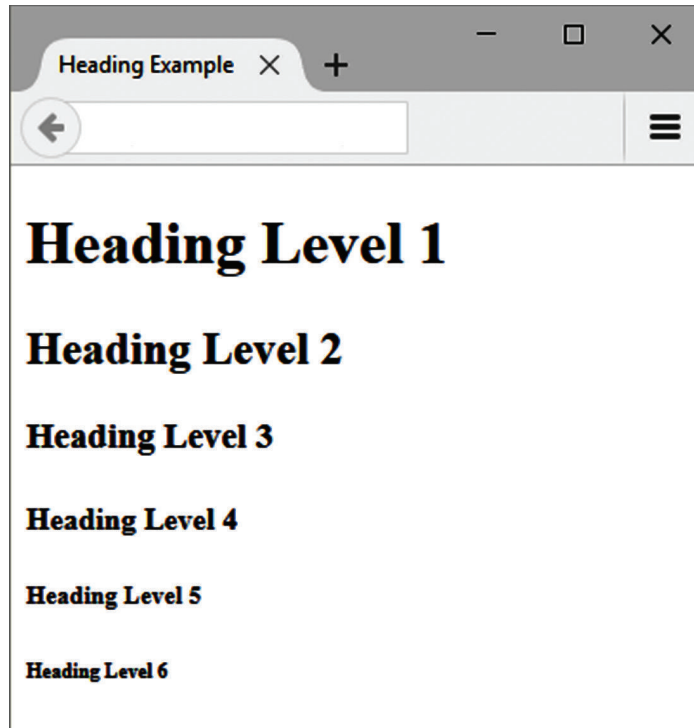 Heading Example
Heading Level 1
Heading Level 2
Heading Level 3
Heading Level 4
Heading Level 5
Heading Level 6